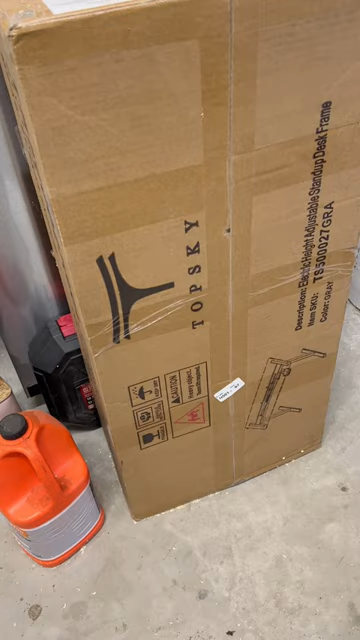 TOPSKY
Description: Electric Height Adjustable Standup Desk Frame
Item SKU: TS500027GRA
Color: GRAY
CAUTION
Heavy object.